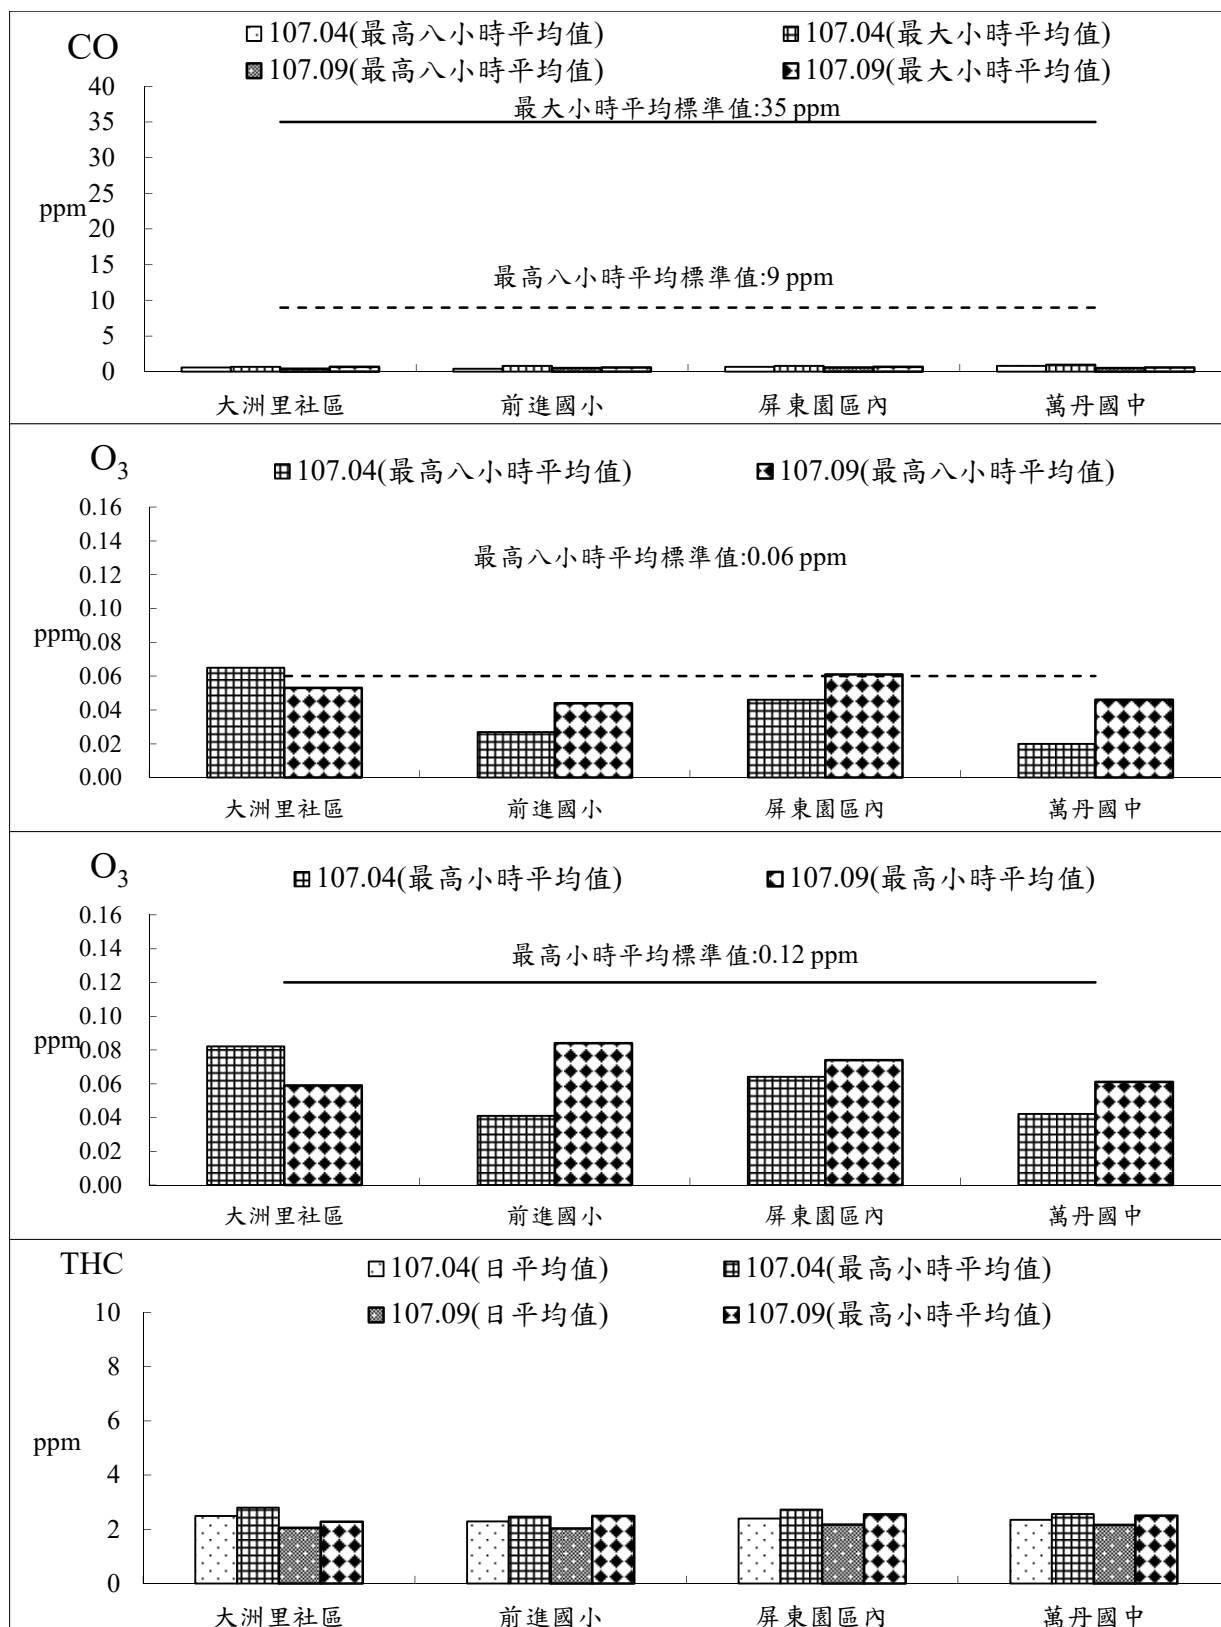 CO
107.04(最高八小時平均值) 107.04(最大小時平均值)
107.09(最高八小時平均值) 107.09(最大小時平均值)
40
最大小時平均標準值:35 ppm
35
30
25
ppm
20
15
最高八小時平均標準值:9 ppm
10
5
0
大洲里社區 前進國小 屏東園區內 萬丹國中
O3
107.04(最高八小時平均值) 107.09(最高八小時平均值)
0.16
0.14
最高八小時平均標準值:0.06 ppm
0.12
0.10
ppm
0.08
0.06
0.04
0.02
0.00
大洲里社區 前進國小 屏東園區內 萬丹國中
O3
107.04(最高小時平均值) 107.09(最高小時平均值)
0.16
0.14
最高小時平均標準值:0.12 ppm
0.12
0.10
ppm
0.08
0.06
0.04
0.02
0.00
大洲里社區 前進國小 屏東園區內 萬丹國中
THC
107.04(日平均值) 107.04(最高小時平均值)
107.09(日平均值) 107.09(最高小時平均值)
10
8
6
ppm
4
2
0
大洲里社區 前進國小 屏東園區內 萬丹國中